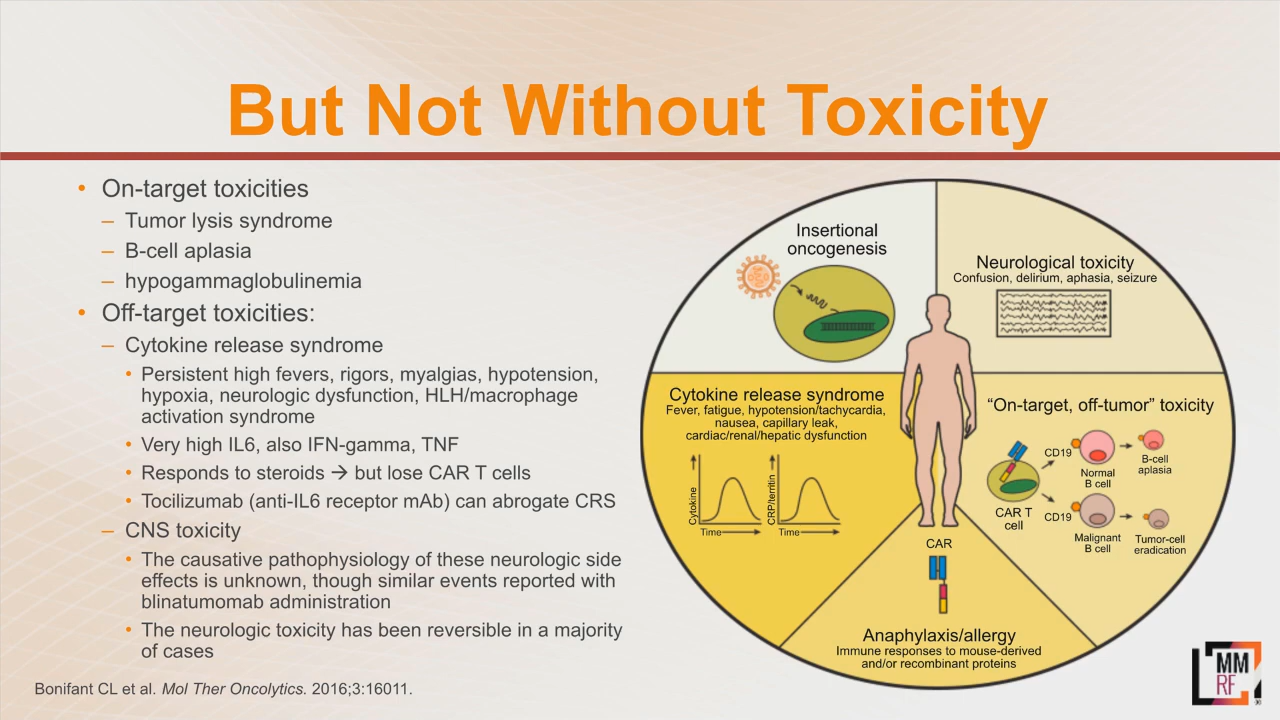 But Not Without Toxicity
• On-target toxicities
– Tumor lysis syndrome
– B-cell aplasia
– hypogammaglobulinemia
• Off-target toxicities:
– Cytokine release syndrome
• Persistent high fevers, rigors, myalgias, hypotension,
hypoxia, neurologic dysfunction, HLH/macrophage
activation syndrome
• Very high IL6, also IFN-gamma, TNF
• Responds to steroids → but lose CAR T cells
• Tocilizumab (anti-IL6 receptor mAb) can abrogate CRS
– CNS toxicity
• The causative pathophysiology of these neurologic side
effects is unknown, though similar events reported with
blinatumomab administration
• The neurologic toxicity has been reversible in a majority
of cases
Bonifant CL et al. Mol Ther Oncolytics. 2016;3:16011.
Insertional
oncogenesis
Neurological toxicity
Confusion, delirium, aphasia, seizure
Cytokine release syndrome
Fever, fatigue, hypotension/tachycardia,
nausea, capillary leak,
cardiac/renal/hepatic dysfunction
Cytokine
Time
CRP/territin
Time
“On-target, off-tumor” toxicity
CAR T
cell
CD19
Normal
B cell
B-cell
aplasia
CD19
Malignant
B cell
Tumor-cell
eradication
CAR
Anaphylaxis/allergy
Immune responses to mouse-derived
and/or recombinant proteins
MM
RF
®